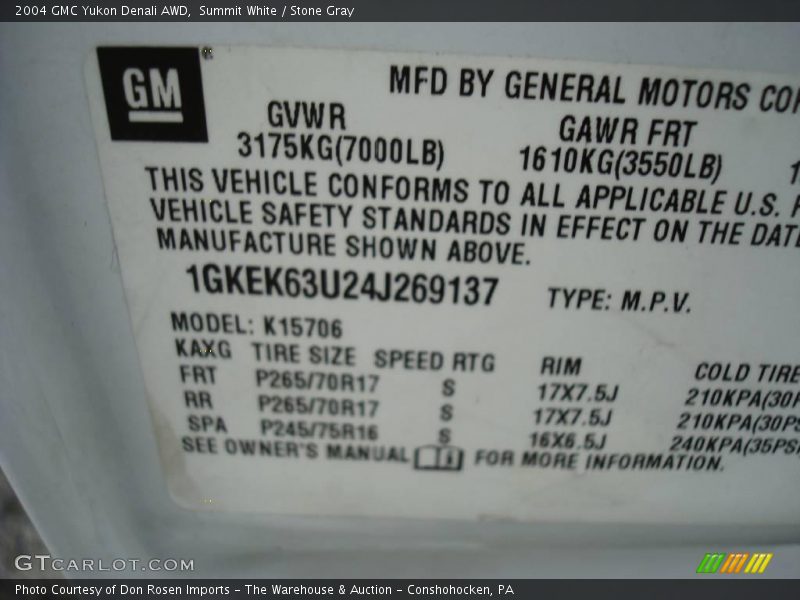 2004 GMC Yukon Denali AWD, Summit White / Stone Gray
GM
MFD BY GENERAL MOTORS COR
GVWR
GAWR FRT
3175KG(7000LB)
1610KG(3550LB)
THIS VEHICLE CONFORMS TO ALL APPLICABLE U.S. F
VEHICLE SAFETY STANDARDS IN EFFECT ON THE DATE
MANUFACTURE SHOWN ABOVE.
1GKEK63U24J269137 TYPE: M.P.V.
MODEL: K15706
KAXG TIRE SIZE SPEED RTG RIM COLD TIRE
FRT P265/70R17 S 17X7.5J 210KPA(30P
RR P265/70R17 S 17X7.5J 210KPA(30PS
SPA P245/75R16 S 16X6.5J 240KPA(35PSI
SEE OWNER'S MANUAL FOR MORE INFORMATION.
GTCARLOT.COM
Photo Courtesy of Don Rosen Imports - The Warehouse & Auction - Conshohocken, PA